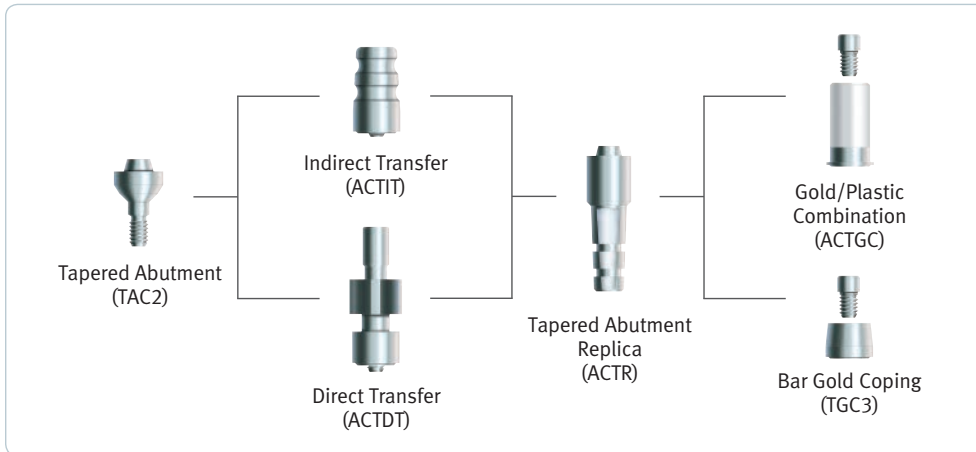 Indirect Transfer
(ACTIT)
Tapered Abutment
(TAC2)
Direct Transfer
(ACTDT)
Tapered Abutment
Replica
(ACTR)
Gold/Plastic
Combination
(ACTGC)
Bar Gold Coping
(TGC3)